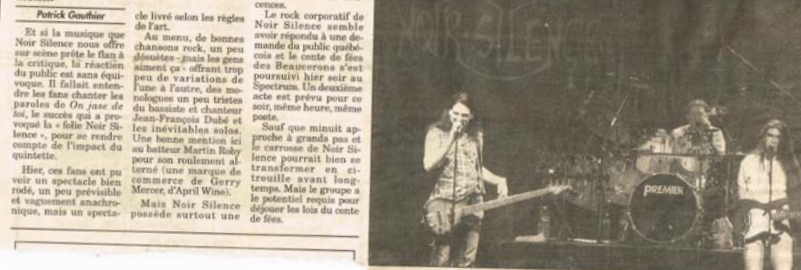 Patrick Gauthier
Et si la musique que
Noir Silence nous offre
sur scène prête le flan à
la critique, la réaction
du public est sans équi-
voque. Il fallait enten-
dre les fans chanter les
paroles de On jase de
toi, le succès qui a pro-
voqué la « folie Noir Si-
lence », pour se rendre
compte de l'impact du
quintette.
Hier, ces fans ont pu
voir un spectacle bien
rodé, un peu prévisible
et vaguement anachro-
nique, mais un specta-
cle livré selon les règles
de l'art.
Au menu, de bonnes
chansons rock, un peu
désuètes - mais les gens
aiment ça - offrant trop
peu de variations de
l'une à l'autre, des mo-
nologues un peu tristes
du bassiste et chanteur
Jean-François Dubé et
les inévitables solos.
Une bonne mention ici
au batteur Martin Roby
pour son roulement al-
terné (une marque de
commerce de Gerry
Mercer, d'April Wine).
Mais Noir Silence
possède surtout une
cences.
Le rock corporatif de
Noir Silence semble
avoir répondu à une de-
mande du public québé-
cois et le conte de fées
des Beaucerons s'est
poursuivi hier soir au
Spectrum. Un deuxième
acte est prévu pour ce
soir, même heure, même
poste.
Sauf que minuit ap-
proche à grands pas et
le carrosse de Noir Si-
lence pourrait bien se
transformer en ci-
trouille avant long-
temps. Mais le groupe a
le potentiel requis pour
déjouer les lois du conte
de fées.
PREMIER